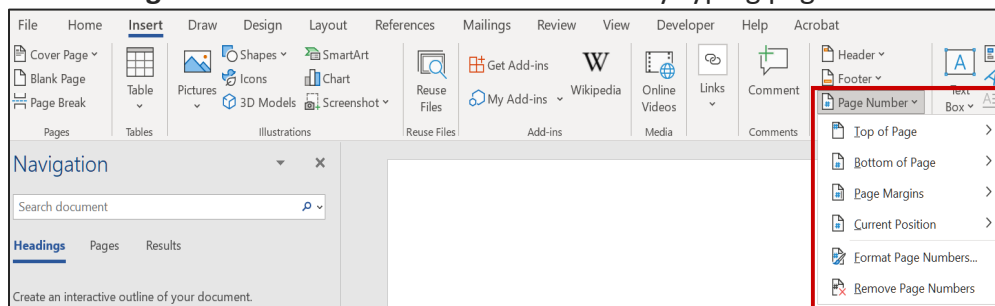 File Home Insert Draw Design Layout References Mailings Review View Developer Help Acrobat
Cover Page
Blank Page
Page Break
Pages
Table
Tables
Pictures
Shapes
Icons
3D Models
SmartArt
Chart
Screenshot
Illustrations
Reuse
Files
Reuse Files
Get Add-ins
My Add-ins
W
Wikipedia
Add-ins
Online
Videos
Media
Links
Comment
Comments
Header
Footer
Page Number
A
Text
Box
Top of Page
Bottom of Page
Page Margins
Current Position
Format Page Numbers...
Remove Page Numbers
Navigation
Search document
Headings Pages Results
Create an interactive outline of your document.